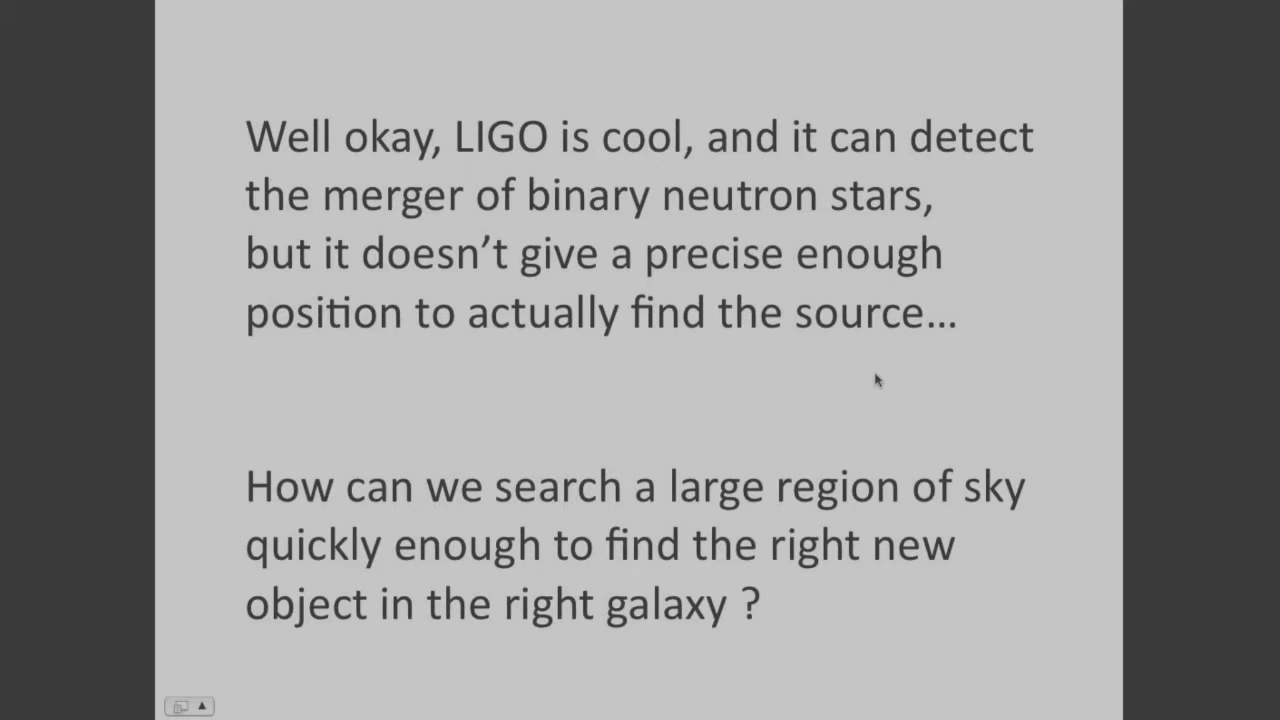 Well okay, LIGO is cool, and it can detect
the merger of binary neutron stars,
but it doesn’t give a precise enough
position to actually find the source…
How can we search a large region of sky
quickly enough to find the right new
object in the right galaxy ?